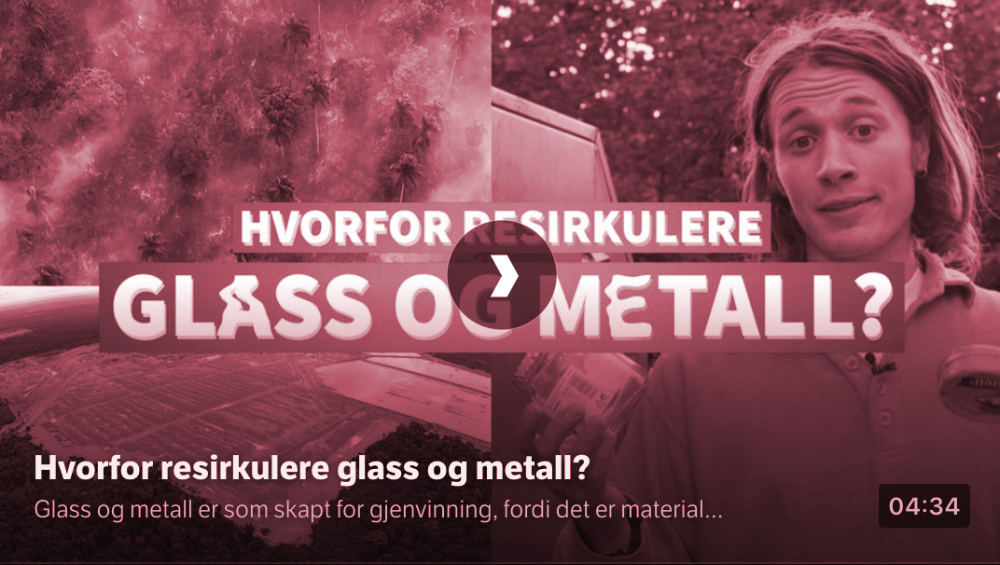 HVORFOR RESIRKULERE
GLASS OG METALL?
Hvorfor resirkulere glass og metall?
Glass og metall er som skapt for gjenvinning, fordi det er material...
04:34